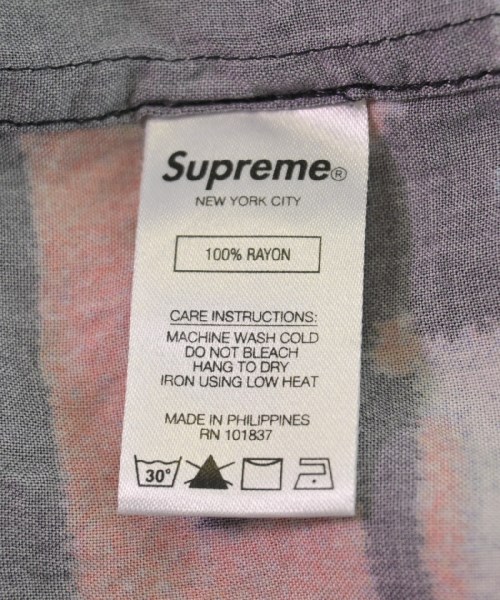 Supreme®
NEW YORK CITY
100% RAYON
CARE INSTRUCTIONS:
MACHINE WASH COLD
DO NOT BLEACH
HANG TO DRY
IRON USING LOW HEAT
MADE IN PHILIPPINES
RN 101837
30°